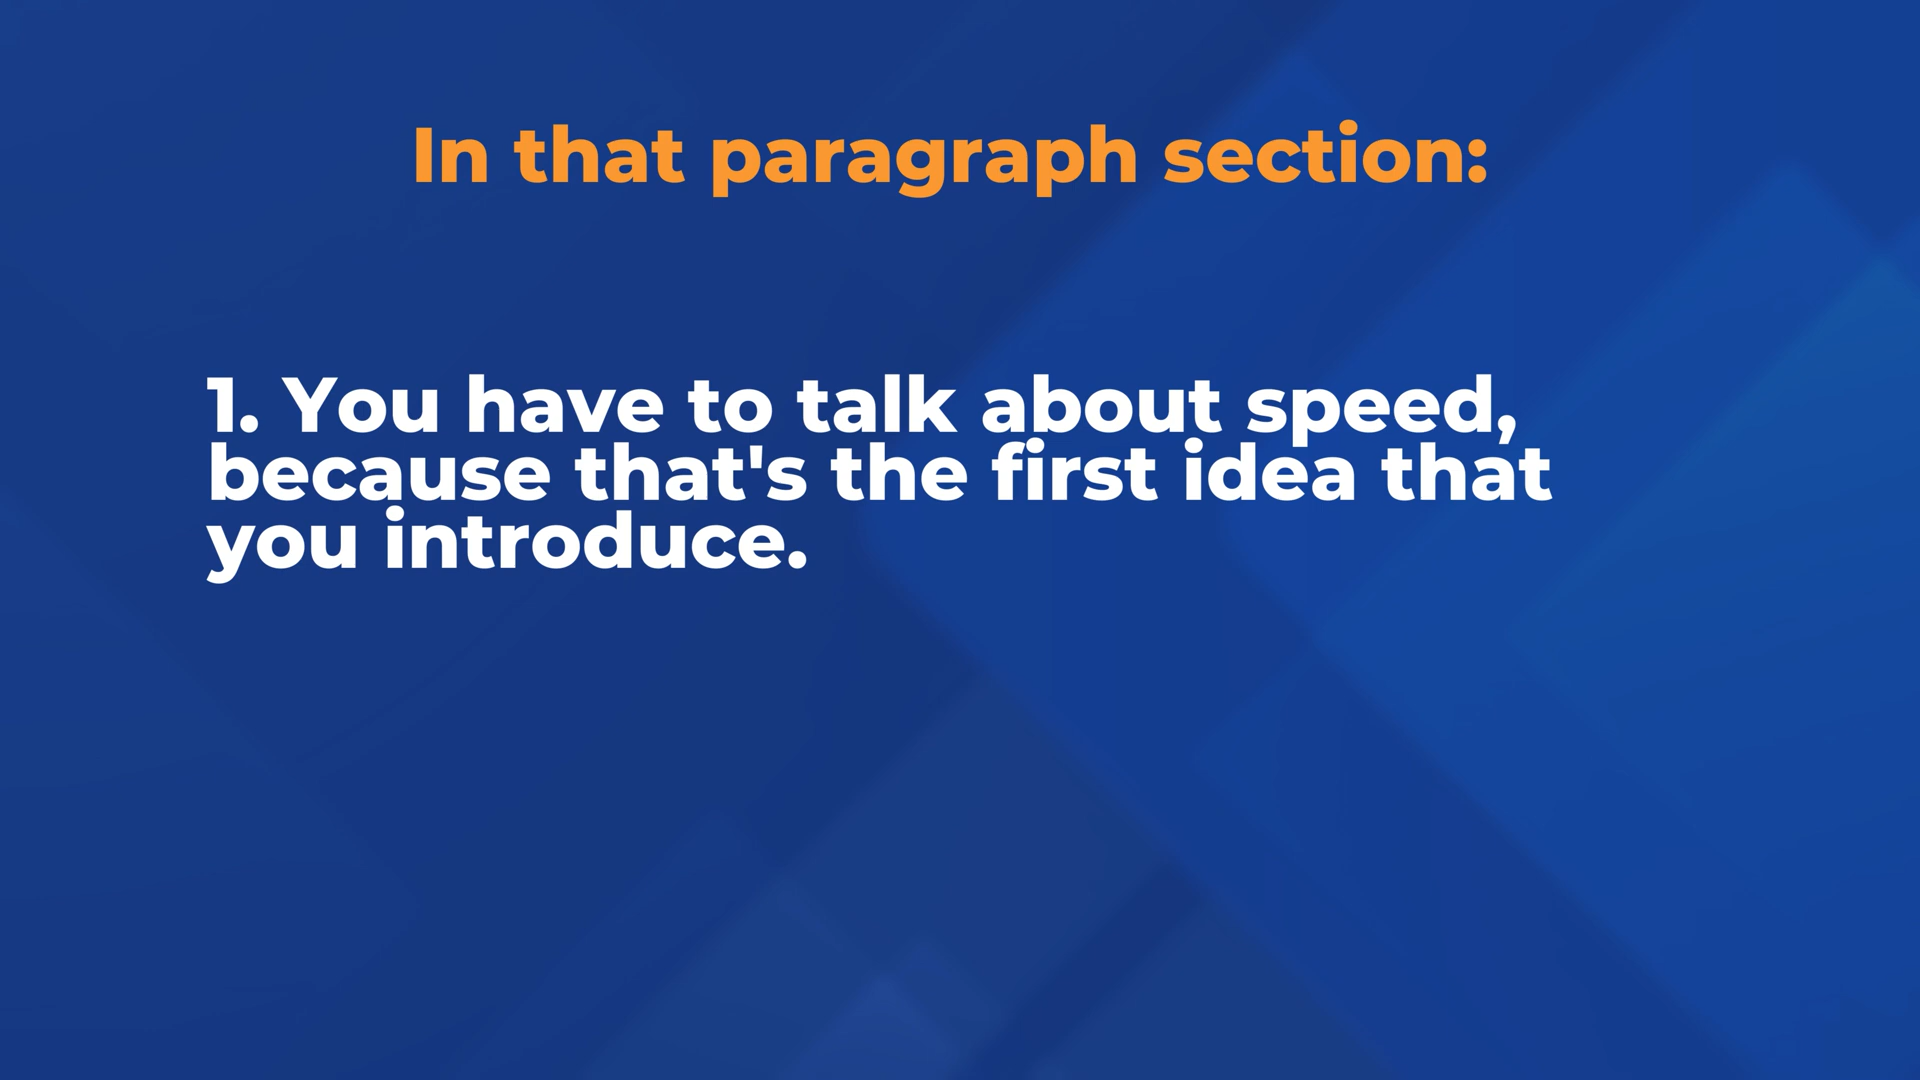 In that paragraph section:
1. You have to talk about speed,
because that's the first idea that
you introduce.